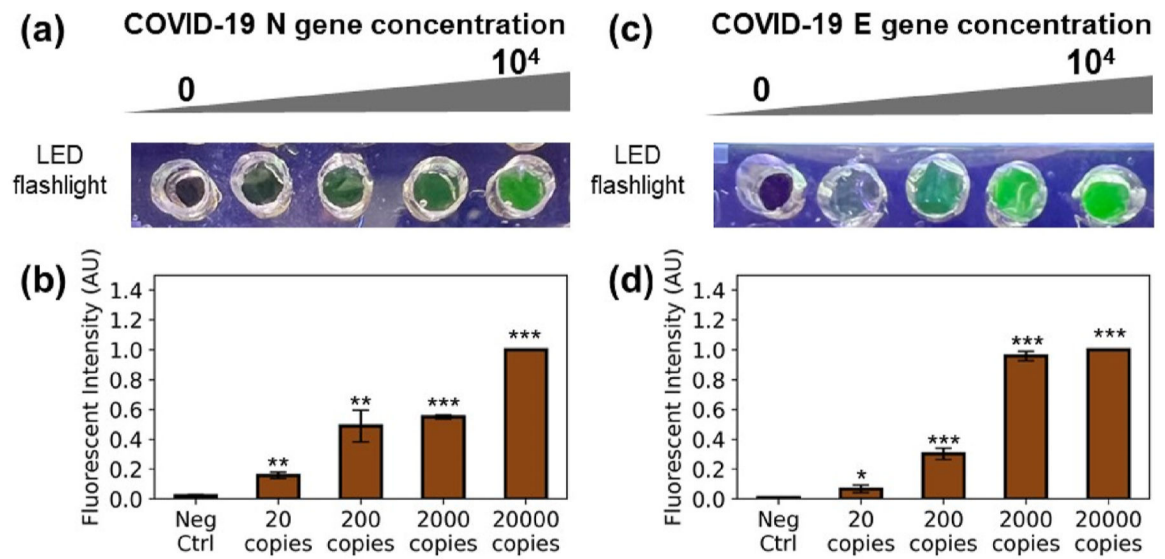 (a)
COVID-19 N gene concentration
0
10⁴
LED
flashlight
(b)
Fluorescent Intensity (AU)
1.4
1.2
1.0
0.8
0.6
0.4
0.2
0.0
**
**
***
***
Neg
Ctrl
20
copies
200
copies
2000
copies
20000
copies
(c)
COVID-19 E gene concentration
0
10⁴
LED
flashlight
(d)
Fluorescent Intensity (AU)
1.4
1.2
1.0
0.8
0.6
0.4
0.2
0.0
*
***
***
***
Neg
Ctrl
20
copies
200
copies
2000
copies
20000
copies